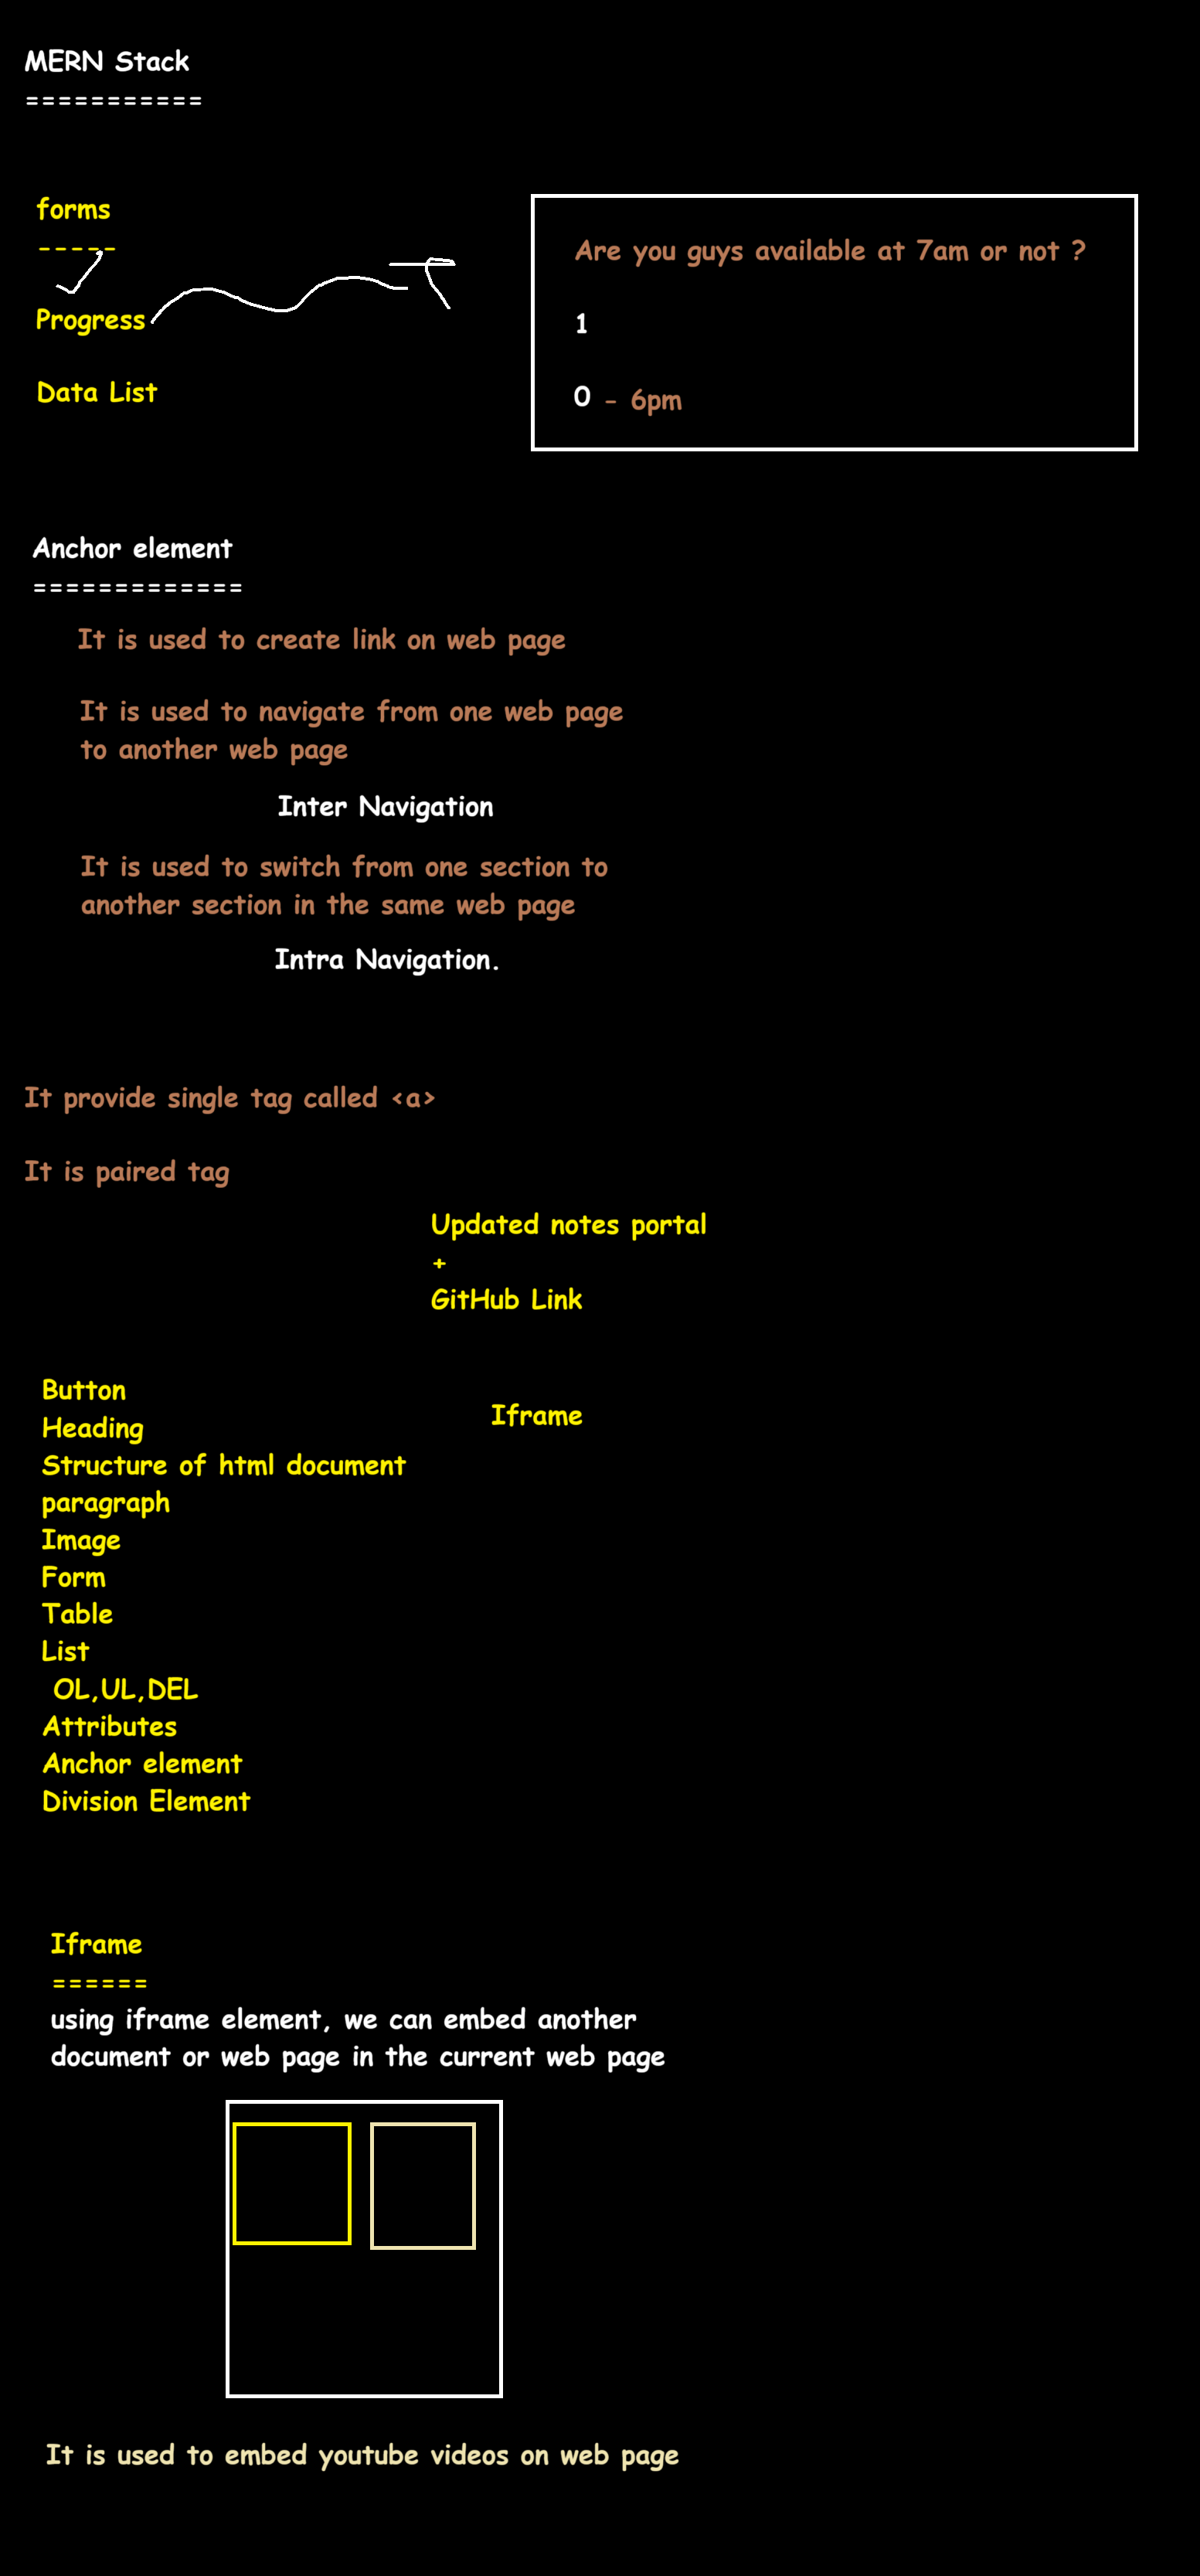 MERN Stack
===========
forms
-----
Progress
Data List
Are you guys available at 7am or not ?
1
0 - 6pm
Anchor element
=============
It is used to create link on web page
It is used to navigate from one web page
to another web page
Inter Navigation
It is used to switch from one section to
another section in the same web page
Intra Navigation.
It provide single tag called <a>
It is paired tag
Updated notes portal
+
GitHub Link
Button
Heading
Structure of html document
paragraph
Image
Form
Table
List
OL,UL,DEL
Attributes
Anchor element
Division Element
Iframe
Iframe
======
using iframe element, we can embed another
document or web page in the current web page
It is used to embed youtube videos on web page